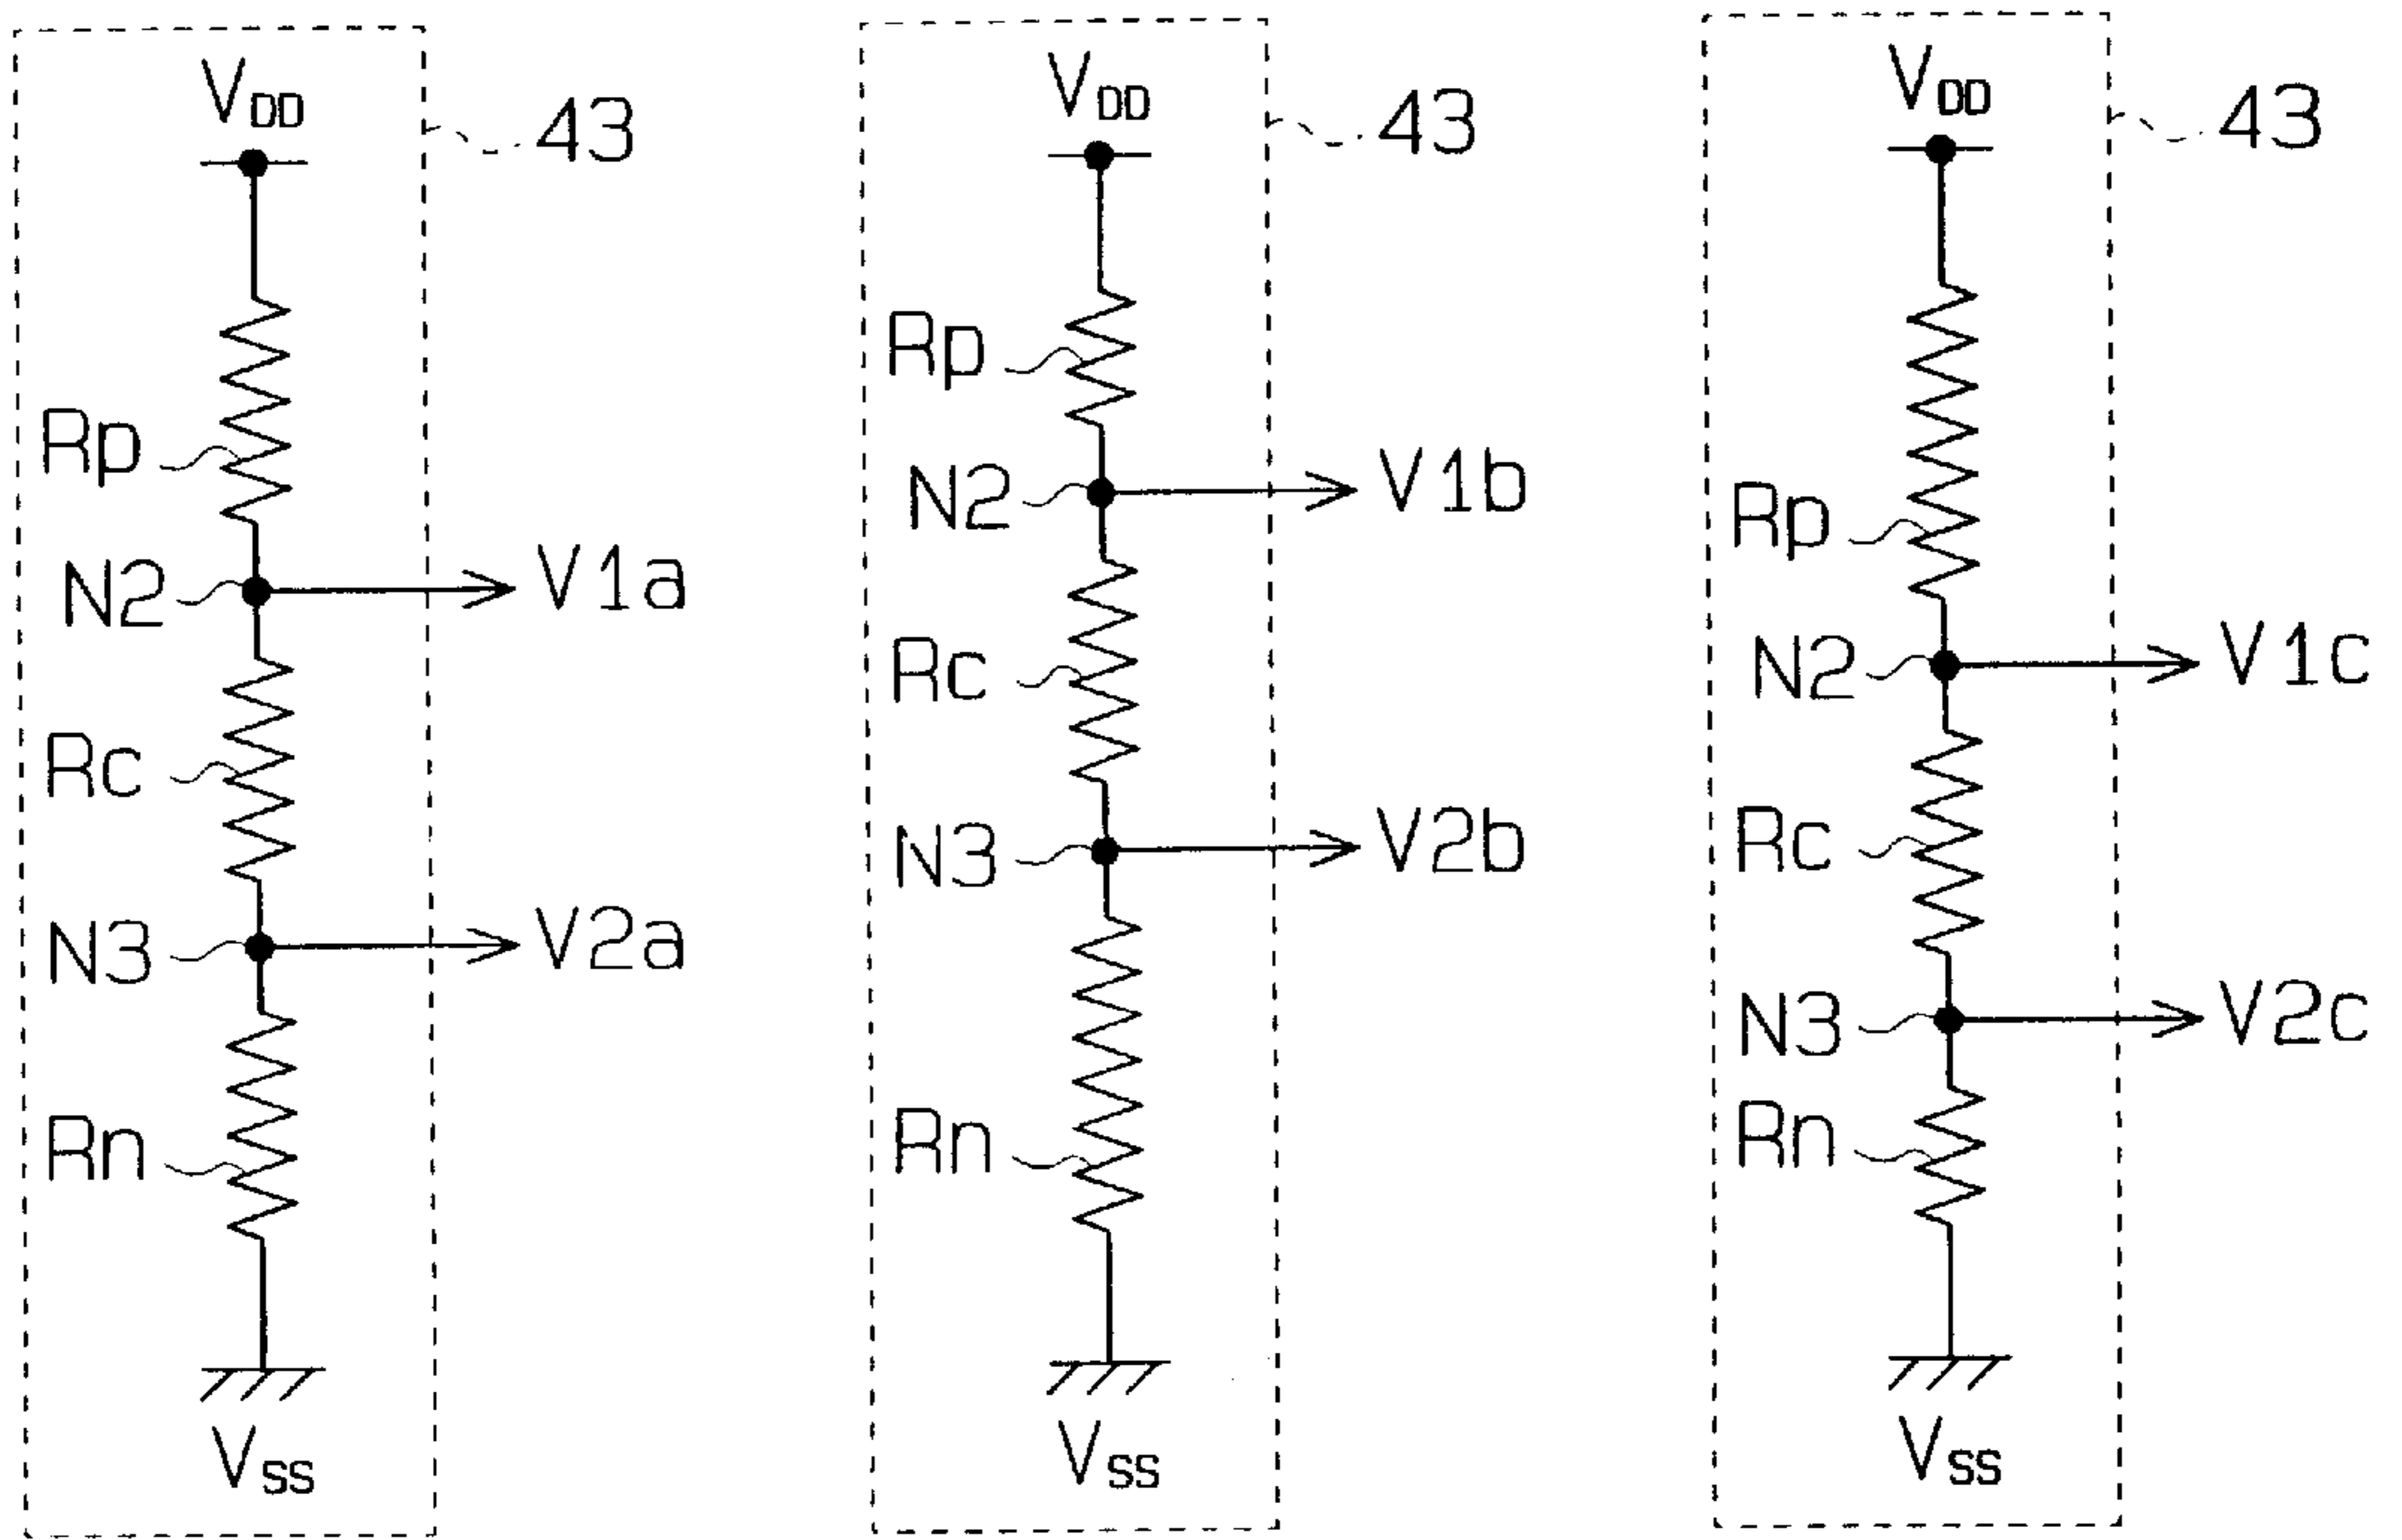 VDD
43
Rp
N2
V1a
Rc
N3
V2a
Rn
VSS
VDD
43
Rp
N2
V1b
Rc
N3
V2b
Rn
VSS
VDD
43
Rp
N2
V1c
Rc
N3
V2c
Rn
VSS